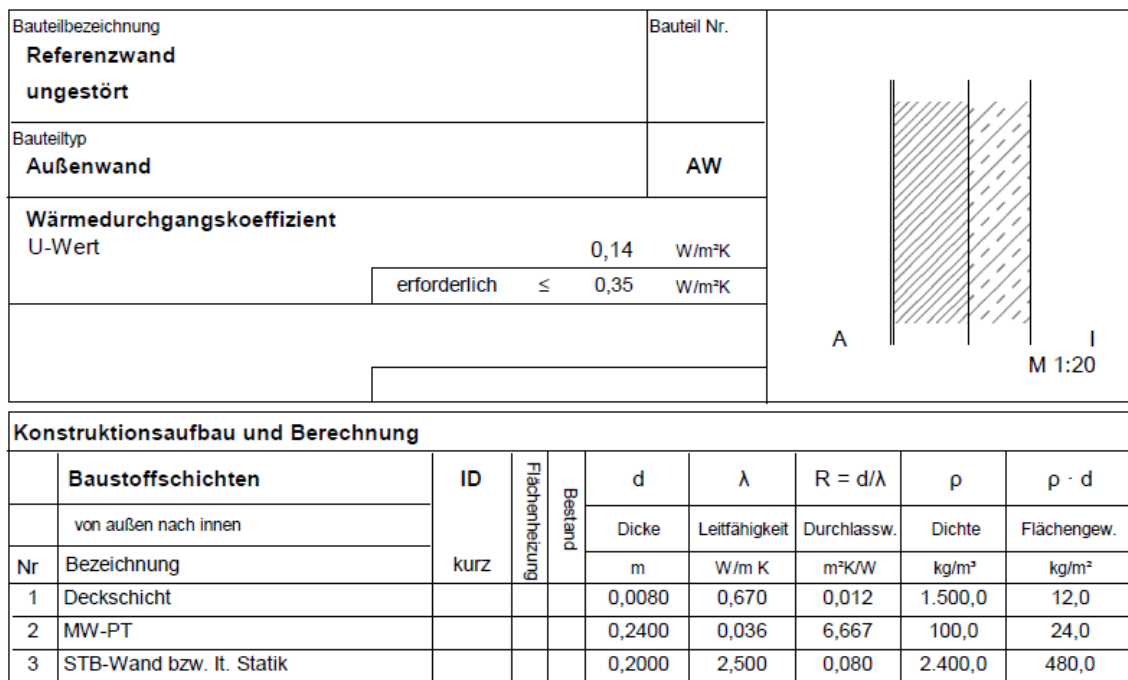 Bauteilbezeichnung Bauteil Nr.
Referenzwand
ungestört
Bauteiltyp
Außenwand AW
Wärmedurchgangskoeffizient
U-Wert 0,14 W/m²K
erforderlich ≤ 0,35 W/m²K
A I
M 1:20
Konstruktionsaufbau und Berechnung
Baustoffschichten ID Flächenheizung Bestand d λ R = d/λ ρ ρ · d
von außen nach innen Dicke Leitfähigkeit Durchlassw. Dichte Flächengew.
Nr Bezeichnung kurz m W/m K m²K/W kg/m³ kg/m²
1 Deckschicht 0,0080 0,670 0,012 1.500,0 12,0
2 MW-PT 0,2400 0,036 6,667 100,0 24,0
3 STB-Wand bzw. lt. Statik 0,2000 2,500 0,080 2.400,0 480,0